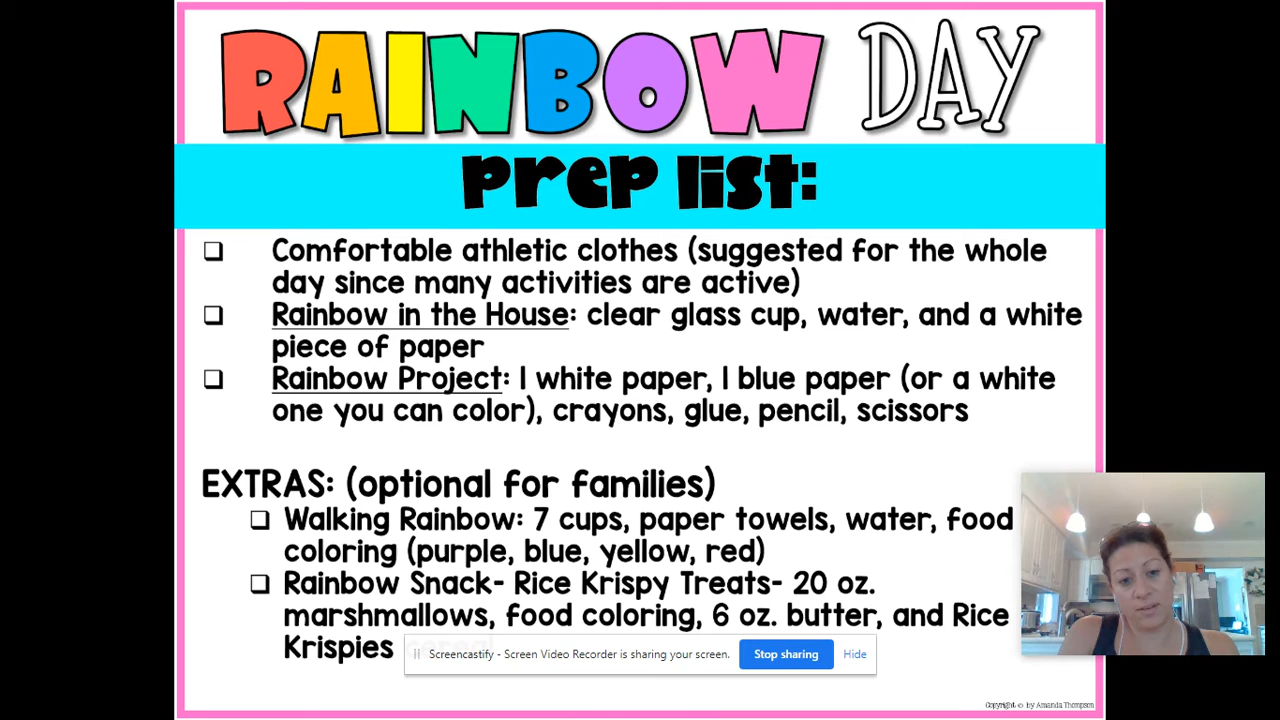 RAINBOW DAY
prep list:
❑ Comfortable athletic clothes (suggested for the whole
day since many activities are active)
❑ Rainbow in the House: clear glass cup, water, and a white
piece of paper
❑ Rainbow Project: 1 white paper, 1 blue paper (or a white
one you can color), crayons, glue, pencil, scissors
EXTRAS: (optional for families)
❑ Walking Rainbow: 7 cups, paper towels, water, food
coloring (purple, blue, yellow, red)
❑ Rainbow Snack- Rice Krispy Treats- 20 oz.
marshmallows, food coloring, 6 oz. butter, and Rice
Krispies
Screencastify - Screen Video Recorder is sharing your screen. Stop sharing Hide
Copyright © by Amanda Thompson